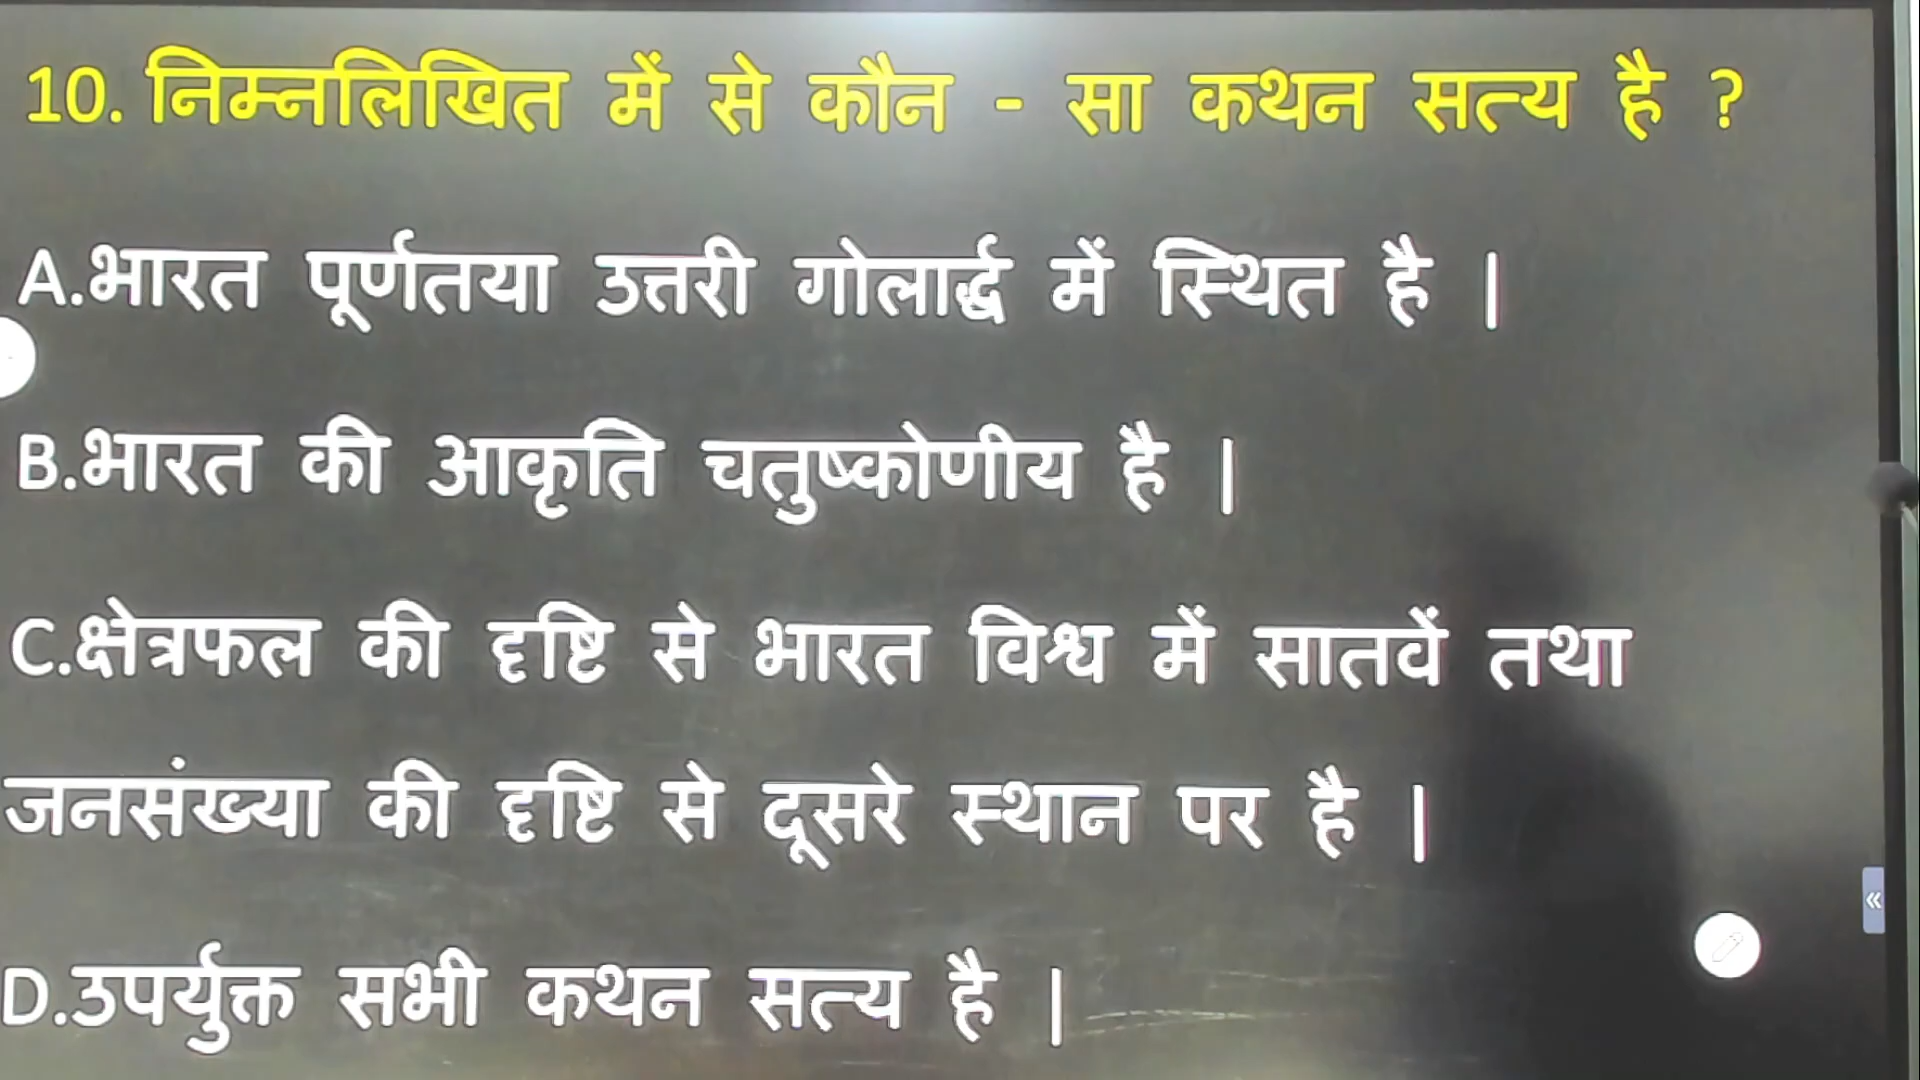 10. निम्नलिखित में से कौन - सा कथन सत्य है ?
A.भारत पूर्णतया उत्तरी गोलार्द्ध में स्थित है |
B.भारत की आकृति चतुष्कोणीय है |
C.क्षेत्रफल की दृष्टि से भारत विश्व में सातवें तथा
जनसंख्या की दृष्टि से दूसरे स्थान पर है |
D.उपर्युक्त सभी कथन सत्य है |